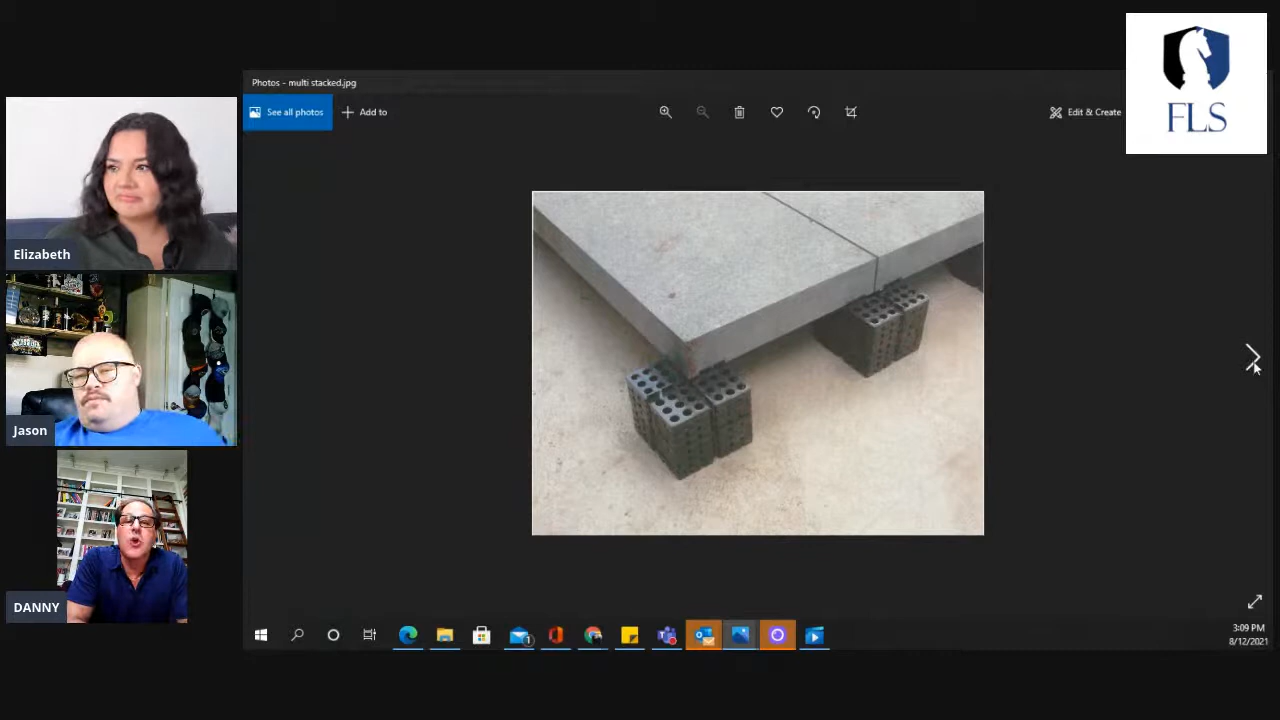 FLS
Photos - multi stacked.jpg
See all photos
Add to
Edit & Create
Elizabeth
Jason
DANNY
1
3:09 PM
8/12/2021